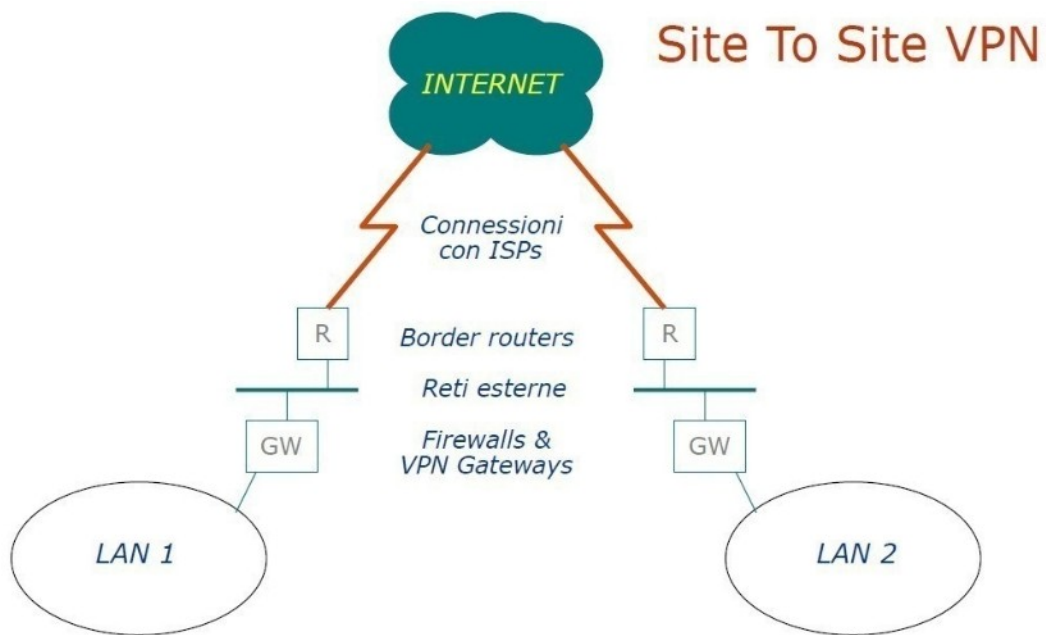 Site To Site VPN
INTERNET
Connessioni
con ISPs
R
Border routers
R
Reti esterne
GW
Firewalls &
VPN Gateways
GW
LAN 1
LAN 2